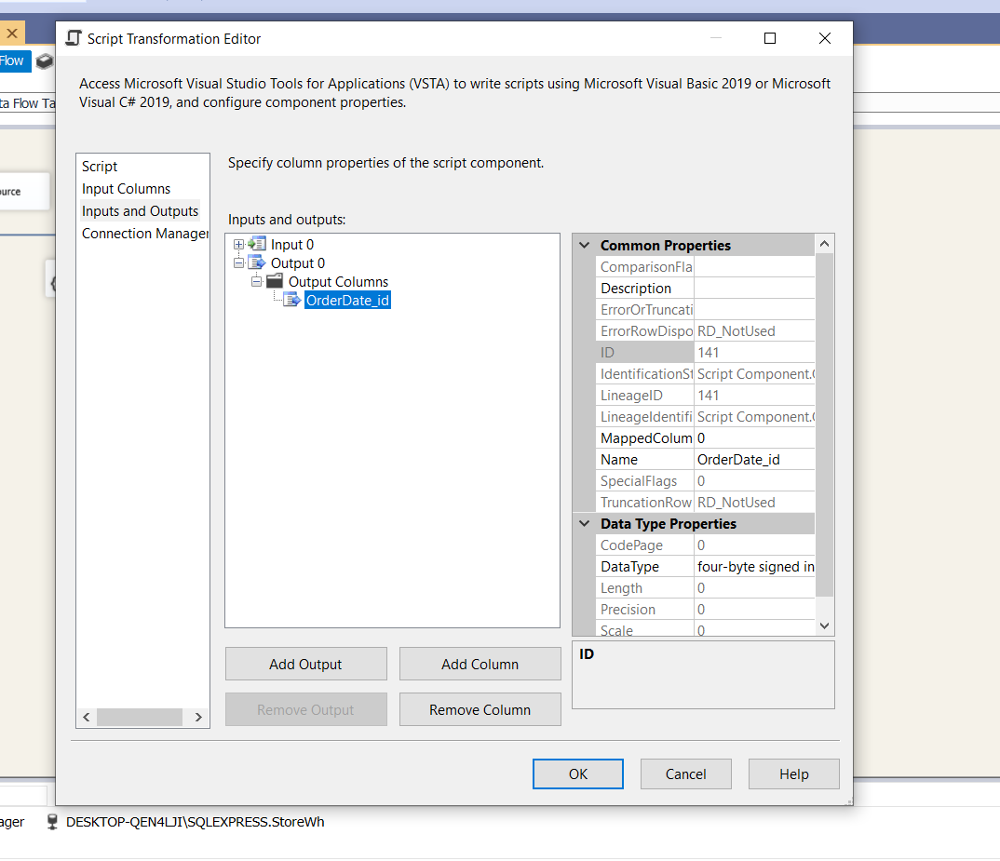 Script Transformation Editor
Flow
Access Microsoft Visual Studio Tools for Applications (VSTA) to write scripts using Microsoft Visual Basic 2019 or Microsoft
Visual C# 2019, and configure component properties.
ta Flow Ta
Script
Input Columns
Inputs and Outputs
Connection Manager
Specify column properties of the script component.
ource
Inputs and outputs:
Input 0
Output 0
Output Columns
OrderDate_id
Common Properties
ComparisonFla
Description
ErrorOrTruncati
ErrorRowDispo RD_NotUsed
ID 141
IdentificationSt Script Component.
LineageID 141
LineageIdentifi Script Component.
MappedColum 0
Name OrderDate_id
SpecialFlags 0
TruncationRow RD_NotUsed
Data Type Properties
CodePage 0
DataType four-byte signed in
Length 0
Precision 0
Scale 0
ID
Add Output
Add Column
Remove Output
Remove Column
OK
Cancel
Help
ager
DESKTOP-QEN4LJI\SQLEXPRESS.StoreWh